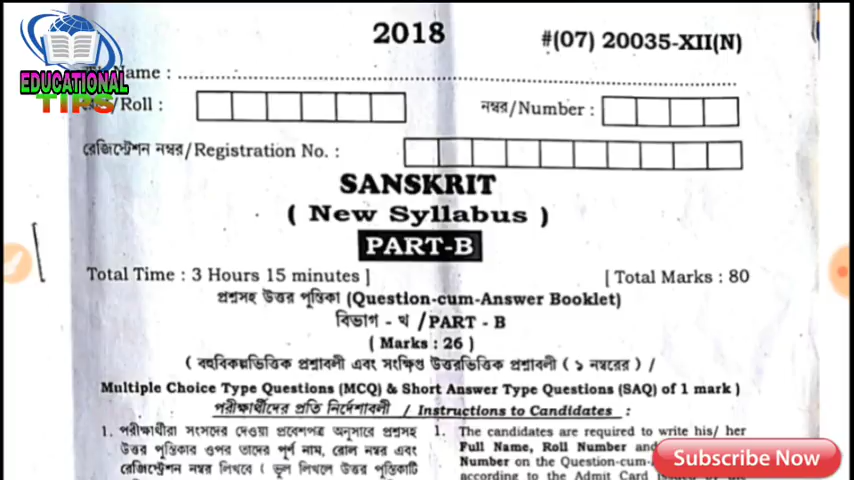 2018
#(07) 20035-XII(N)
EDUCATIONAL
TIPS
Name :
/Roll :
নম্বর/Number :
রেজিস্ট্রেশন নম্বর/Registration No. :
SANSKRIT
( New Syllabus )
PART-B
Total Time : 3 Hours 15 minutes ]
[ Total Marks : 80
প্রশ্নসহ উত্তর পুস্তিকা (Question-cum-Answer Booklet)
বিভাগ - খ /PART - B
( Marks : 26 )
( বহুবিকল্পভিত্তিক প্রশ্নাবলী এবং সংক্ষিপ্ত উত্তরভিত্তিক প্রশ্নাবলী (১ নম্বরের) /
Multiple Choice Type Questions (MCQ) & Short Answer Type Questions (SAQ) of 1 mark )
পরীক্ষার্থীদের প্রতি নির্দেশাবলী / Instructions to Candidates :
1. পরীক্ষার্থীরা সংসদের দেওয়া প্রবেশপত্র অনুসারে প্রশ্নসহ
উত্তর পুস্তিকার ওপর তাদের পূর্ণ নাম, রোল নম্বর এবং
রেজিস্ট্রেশন নম্বর লিখবে ( ভুল লিখলে উত্তর পুস্তিকাটি
1. The candidates are required to write his/ her
Full Name, Roll Number and
Number on the Question-cum-
according to the Admit Card issued by the
Subscribe Now